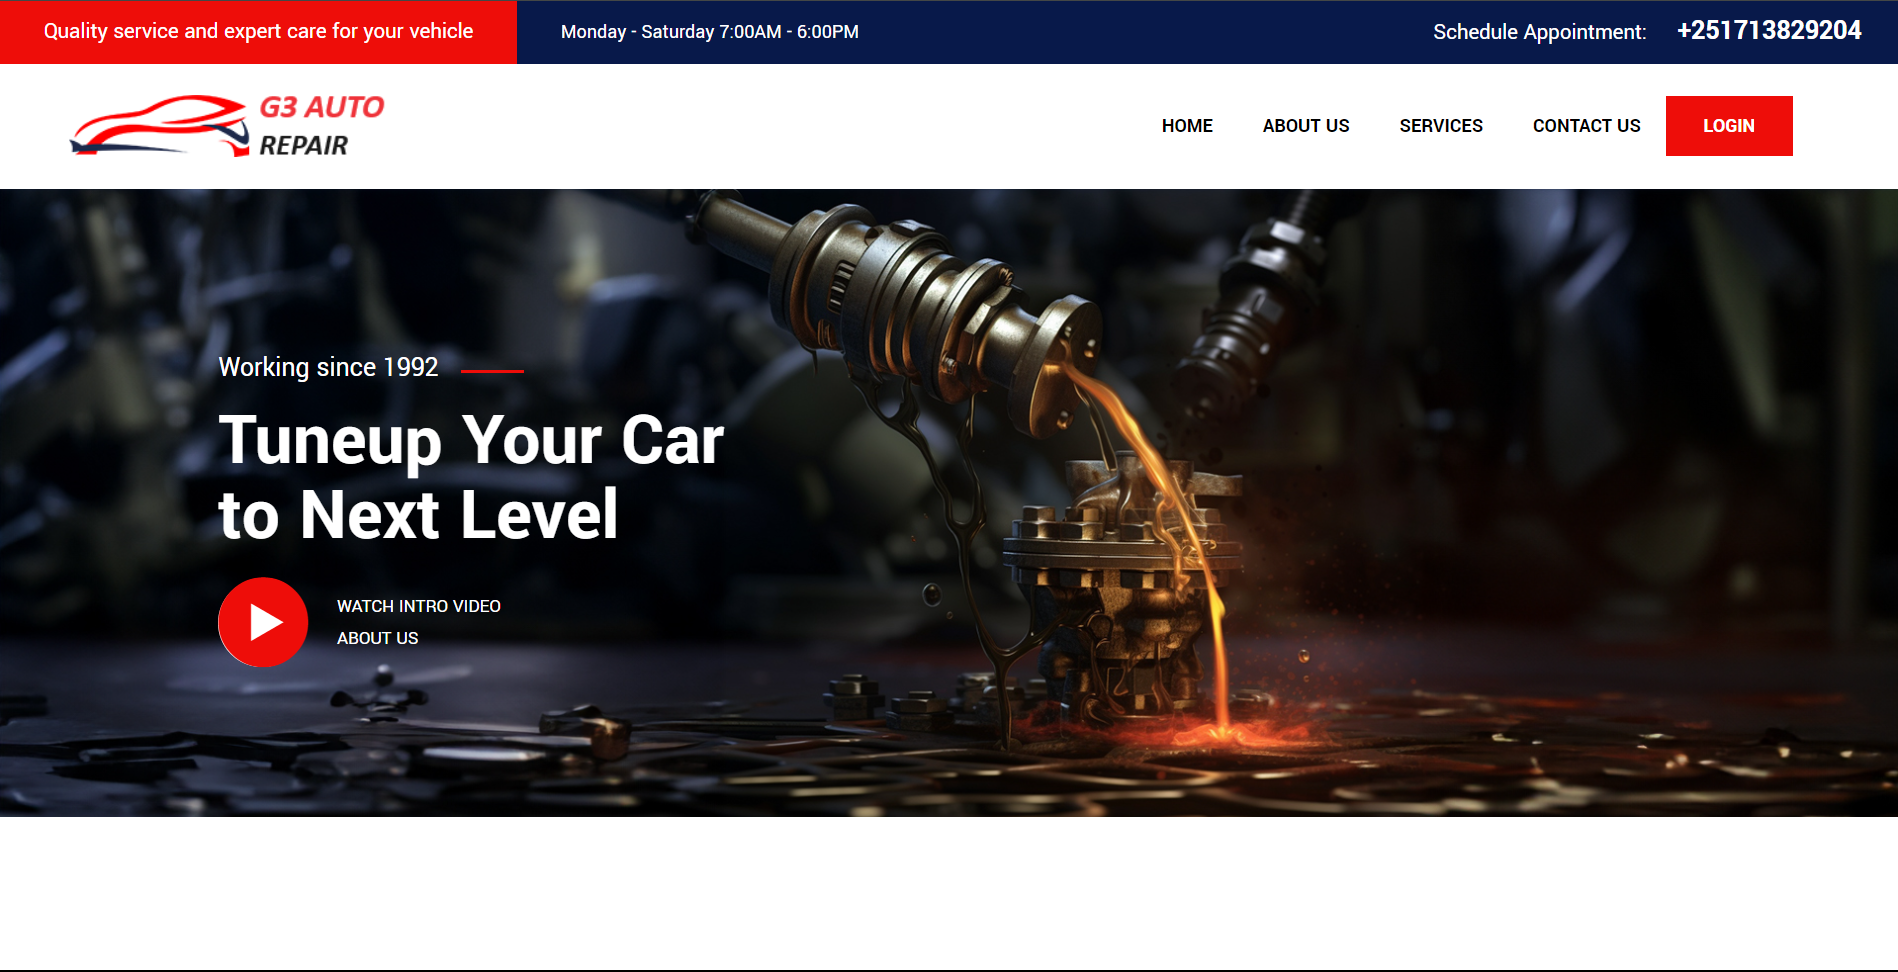 Quality service and expert care for your vehicle
Monday - Saturday 7:00AM - 6:00PM
Schedule Appointment: +251713829204
G3 AUTO
REPAIR
HOME ABOUT US SERVICES CONTACT US LOGIN
Working since 1992
Tuneup Your Car
to Next Level
WATCH INTRO VIDEO
ABOUT US